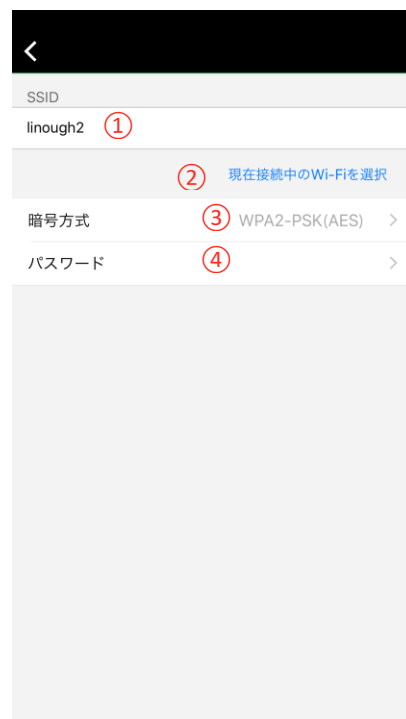 SSID
linough2 ①
② 現在接続中のWi-Fiを選択
暗号方式 ③ WPA2-PSK(AES)
パスワード ④